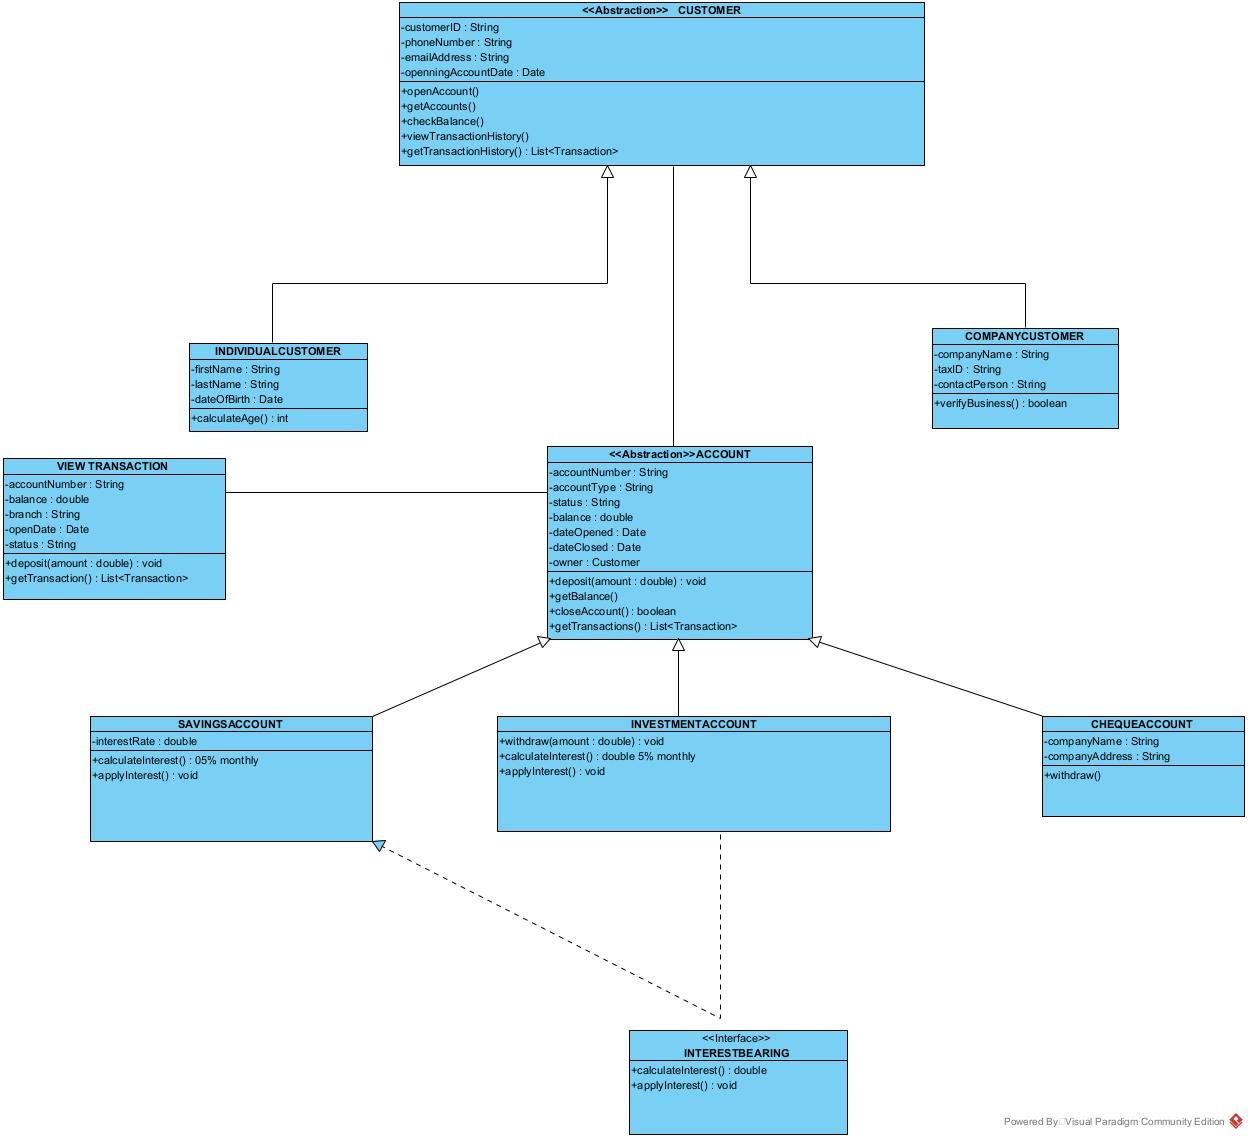 <<Abstraction>> CUSTOMER
-customerID : String
-phoneNumber : String
-emailAddress : String
-openningAccountDate : Date
+openAccount()
+getAccounts()
+checkBalance()
+viewTransactionHistory()
+getTransactionHistory() : List<Transaction>
INDIVIDUALCUSTOMER
-firstName : String
-lastName : String
-dateOfBirth : Date
+calculateAge() : int
COMPANYCUSTOMER
-companyName : String
-taxID : String
-contactPerson : String
+verifyBusiness() : boolean
VIEW TRANSACTION
-accountNumber : String
-balance : double
-branch : String
-openDate : Date
-status : String
+deposit(amount : double) : void
+getTransaction() : List<Transaction>
<<Abstraction>>ACCOUNT
-accountNumber : String
-accountType : String
-status : String
-balance : double
-dateOpened : Date
-dateClosed : Date
-owner : Customer
+deposit(amount : double) : void
+getBalance()
+closeAccount() : boolean
+getTransactions() : List<Transaction>
SAVINGSACCOUNT
-interestRate : double
+calculateInterest() : 05% monthly
+applyInterest() : void
INVESTMENTACCOUNT
+withdraw(amount : double) : void
+calculateInterest() : double 5% monthly
+applyInterest() : void
CHEQUEACCOUNT
-companyName : String
-companyAddress : String
+withdraw()
<<Interface>>
INTERESTBEARING
+calculateInterest() : double
+applyInterest() : void
Powered By□Visual Paradigm Community Edition